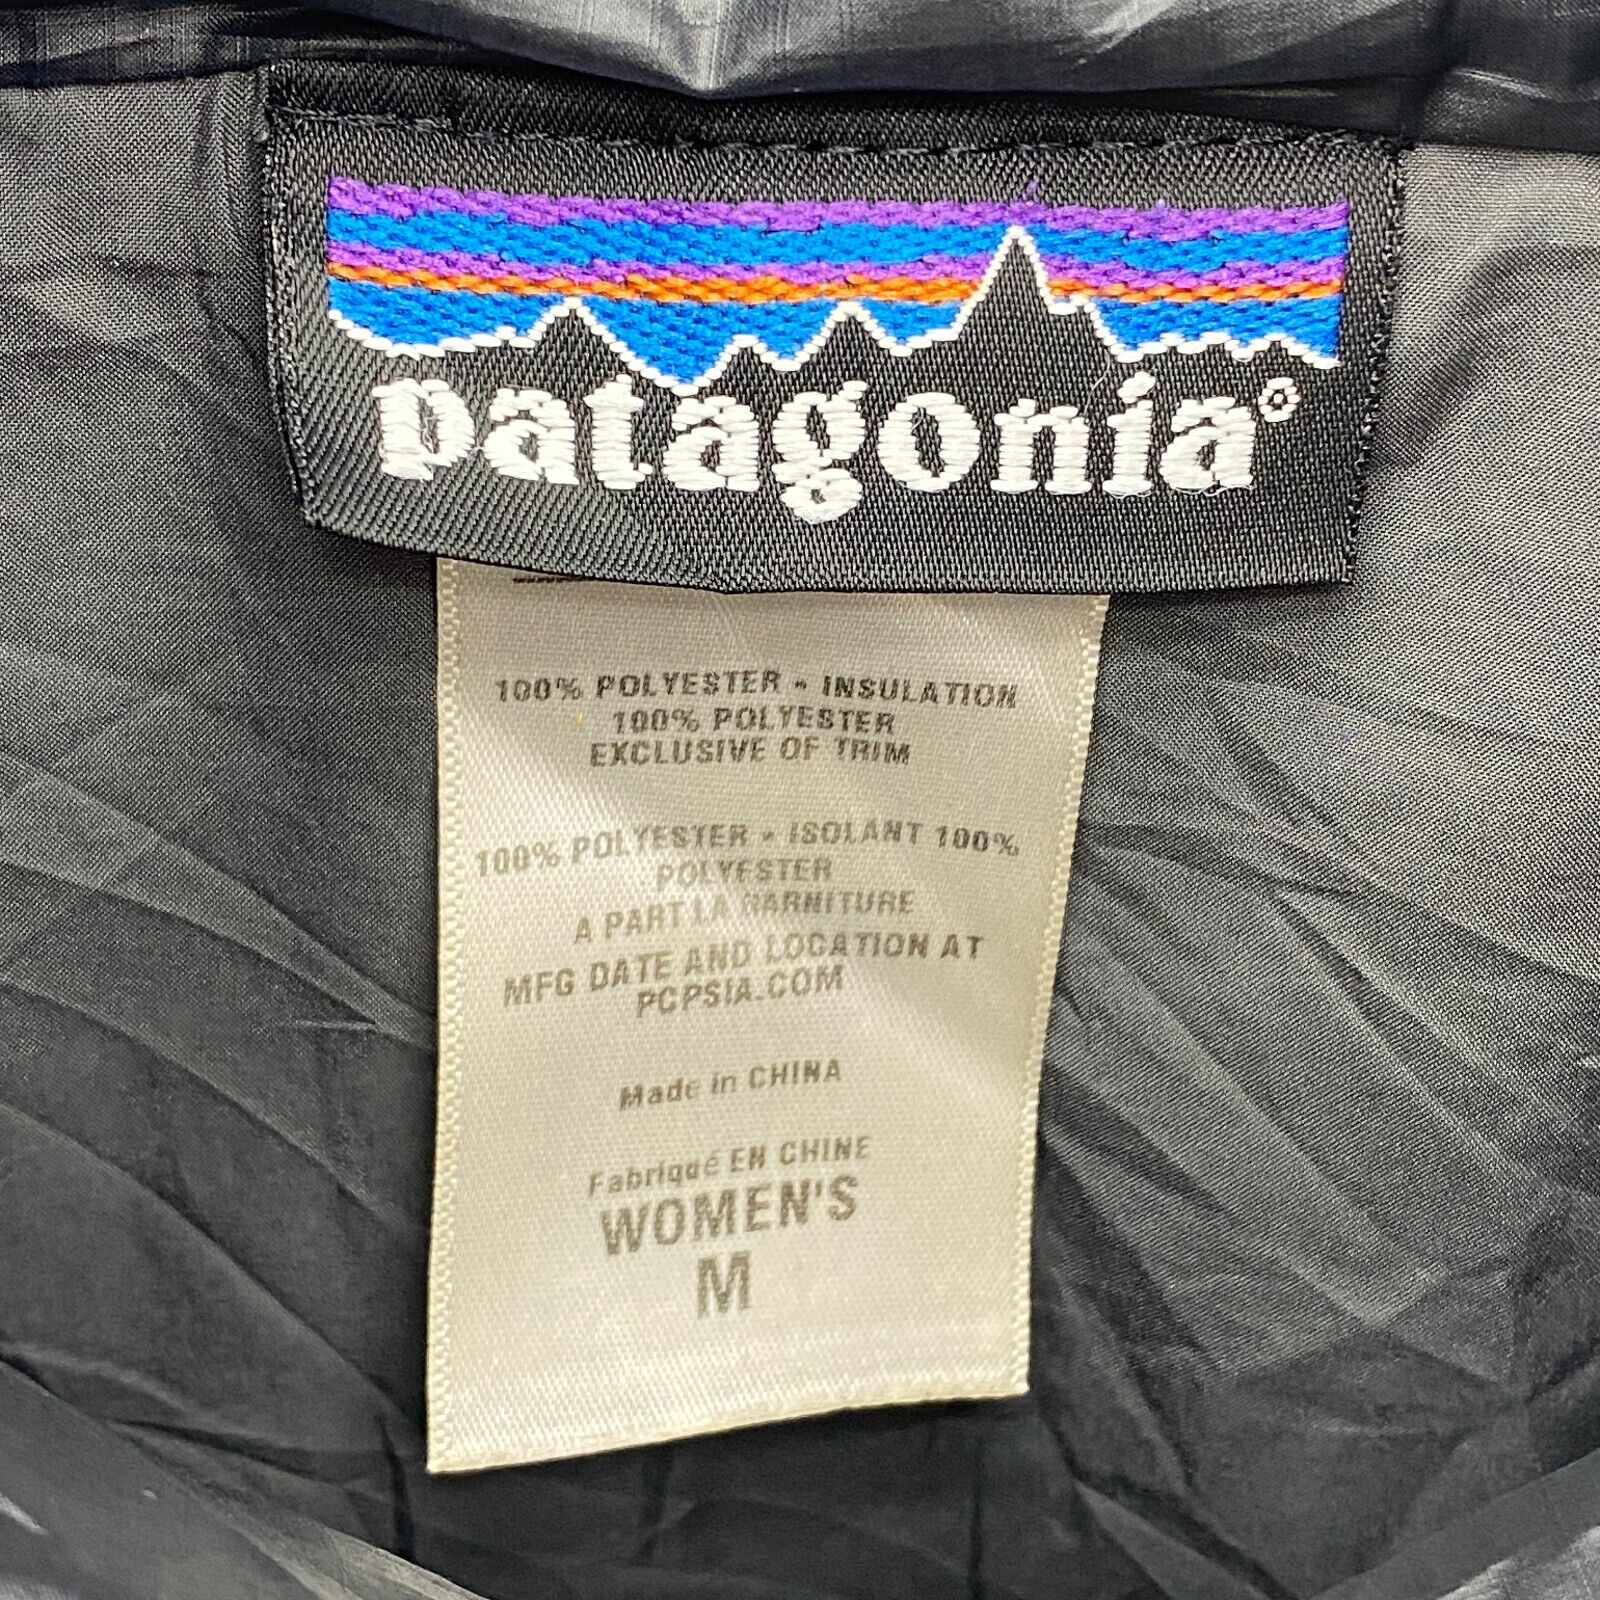 patagonia®
100% POLYESTER - INSULATION
100% POLYESTER
EXCLUSIVE OF TRIM
100% POLYESTER - ISOLANT 100%
POLYESTER
A PART LA GARNITURE
MFG DATE AND LOCATION AT
PCPSIA.COM
Made in CHINA
Fabriqué EN CHINE
WOMEN'S
M